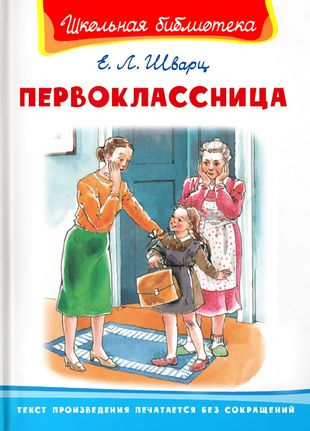 Школьная библиотека
Е. Л. Шварц
ПЕРВОКЛАССНИЦА
ТЕКСТ ПРОИЗВЕДЕНИЯ ПЕЧАТАЕТСЯ БЕЗ СОКРАЩЕНИЙ